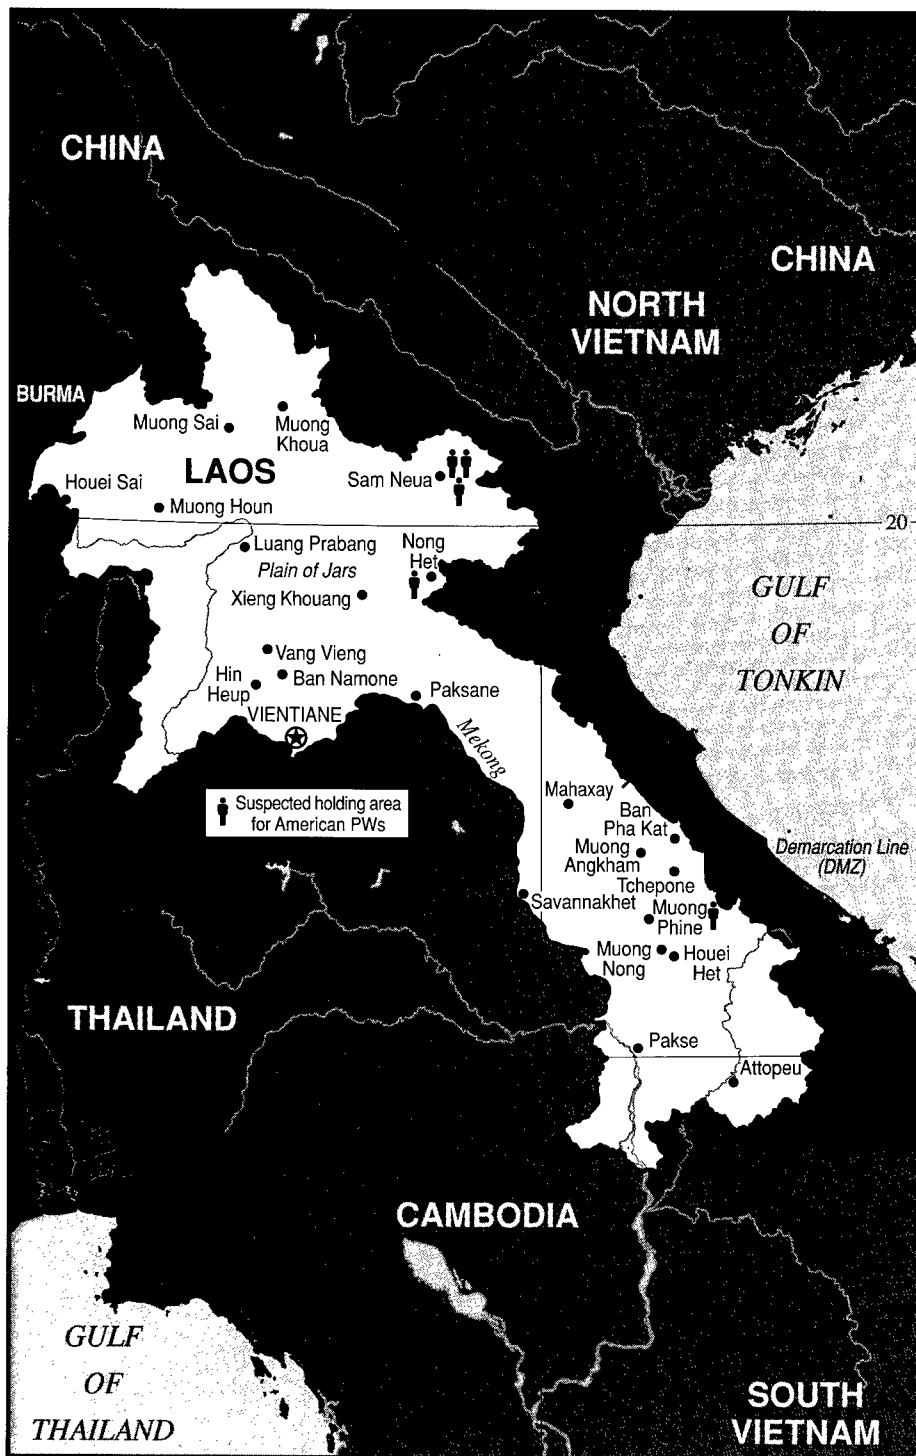 CHINA
CHINA
NORTH
VIETNAM
BURMA
Muong Sai
Muong
Khoua
LAOS
Sam Neua
Houei Sai
Muong Houn
20
Luang Prabang
Nong
Het
Plain of Jars
Xieng Khouang
GULF
OF
TONKIN
Vang Vieng
Hin
Heup
Ban Namone
Paksane
VIENTIANE
Mekong
Suspected holding area
for American PWs
Mahaxay
Ban
Pha Kat
Muong
Angkham
Demarcation Line
(DMZ)
Tchepone
Savannakhet
Muong
Phine
Muong
Nong
Houei
Het
THAILAND
Pakse
Attopeu
CAMBODIA
GULF
OF
THAILAND
SOUTH
VIETNAM